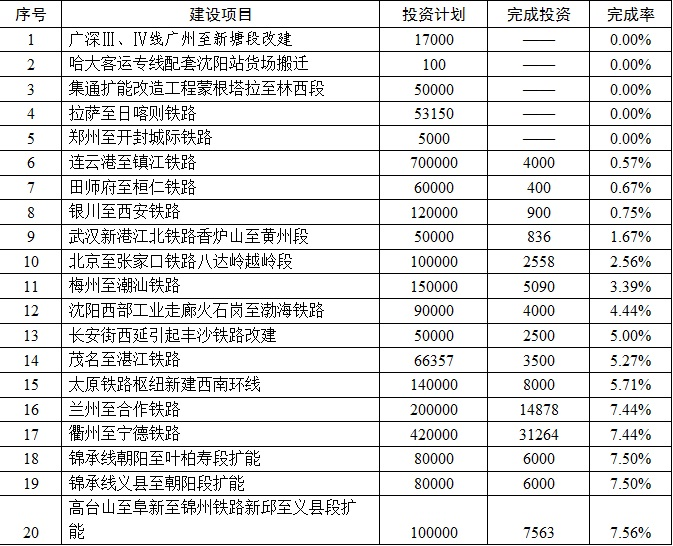 序号 建设项目 投资计划 完成投资 完成率
1 广深Ⅲ、Ⅳ线广州至新塘段改建 17000 —— 0.00%
2 哈大客运专线配套沈阳站货场搬迁 100 —— 0.00%
3 集通扩能改造工程蒙根塔拉至林西段 50000 —— 0.00%
4 拉萨至日喀则铁路 53150 —— 0.00%
5 郑州至开封城际铁路 5000 —— 0.00%
6 连云港至镇江铁路 700000 4000 0.57%
7 田师府至桓仁铁路 60000 400 0.67%
8 银川至西安铁路 120000 900 0.75%
9 武汉新港江北铁路香炉山至黄州段 50000 836 1.67%
10 北京至张家口铁路八达岭越岭段 100000 2558 2.56%
11 梅州至潮汕铁路 150000 5090 3.39%
12 沈阳西部工业走廊火石岗至渤海铁路 90000 4000 4.44%
13 长安街西延引起丰沙铁路改建 50000 2500 5.00%
14 茂名至湛江铁路 66357 3500 5.27%
15 太原铁路枢纽新建西南环线 140000 8000 5.71%
16 兰州至合作铁路 200000 14878 7.44%
17 衢州至宁德铁路 420000 31264 7.44%
18 锦承线朝阳至叶柏寿段扩能 80000 6000 7.50%
19 锦承线义县至朝阳段扩能 80000 6000 7.50%
高台山至阜新至锦州铁路新邱至义县段扩
20 能 100000 7563 7.56%